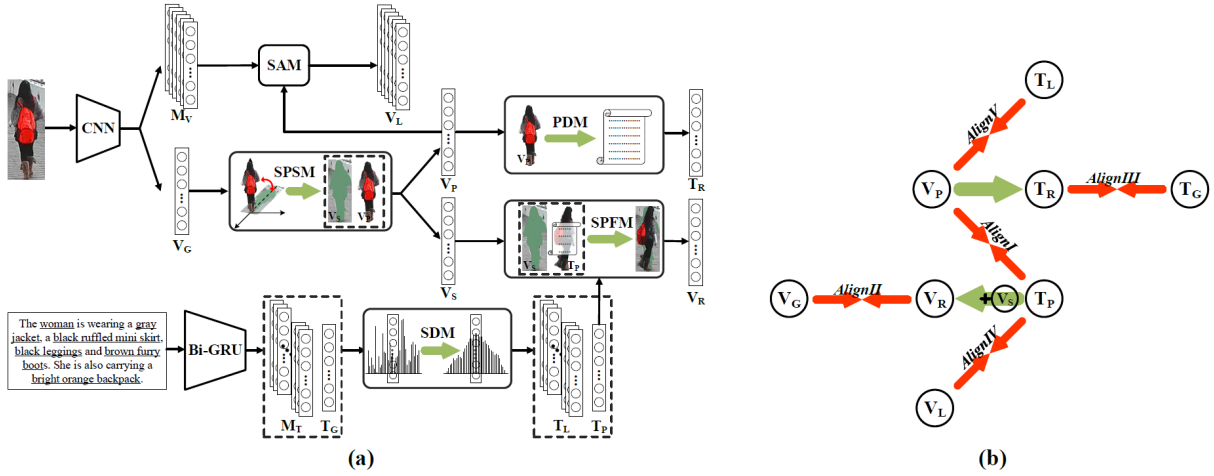 CNN
M_V
SAM
V_L
V_G
SPSM
V_S
V_P
V_P
V_S
V_P
PDM
T_R
V_S
T_P
SPFM
V_R
The woman is wearing a gray
jacket, a black ruffled mini skirt,
black leggings and brown furry
boots. She is also carrying a
bright orange backpack.
Bi-GRU
M_T
T_G
SDM
T_L
T_P
(a)
T_L
AlignV
V_P
T_R
AlignIII
T_G
AlignI
V_G
AlignII
V_R
+
V_S
T_P
AlignIV
V_L
(b)